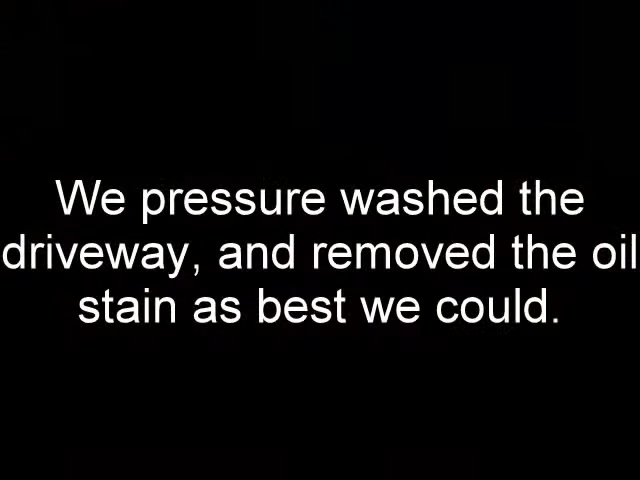 We pressure washed the
driveway, and removed the oil
stain as best we could.